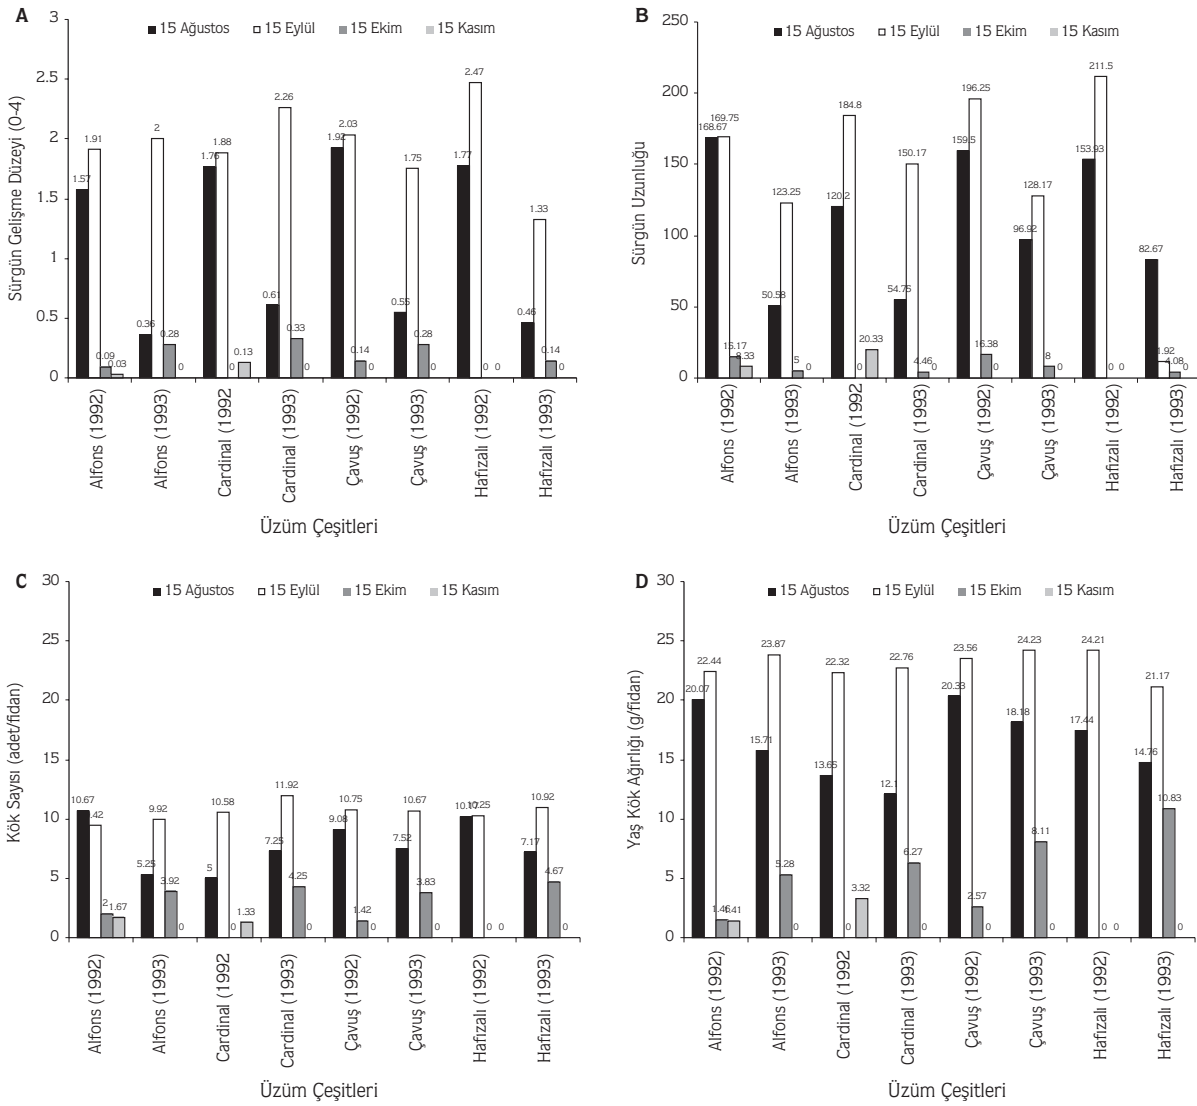 A
15 Ağustos 15 Eylül 15 Ekim 15 Kasım
Sürgün Gelişme Düzeyi (0-4)
3
2.5
2
1.5
1
0.5
0
1.57 1.91 0.09 0.03
0.36 2 0.28 0
1.76 1.88 0 0.13
0.61 2.26 0.33 0
1.92 2.03 0.14 0
0.55 1.75 0.28 0
1.77 2.47 0 0
0.46 1.33 0.14 0
Alfons (1992)
Alfons (1993)
Cardinal (1992
Cardinal (1993)
Çavuş (1992)
Çavuş (1993)
Hafızalı (1992)
Hafızalı (1993)
Üzüm Çeşitleri
B
15 Ağustos 15 Eylül 15 Ekim 15 Kasım
Sürgün Uzunluğu
250
200
150
100
50
0
168.67 169.75 15.17 8.33
50.58 123.25 5 0
120.2 184.8 0 20.33
54.75 150.17 4.46 0
159.5 196.25 16.38 0
96.92 128.17 8 0
153.93 211.5 0 0
82.67 1.92 4.08 0
Alfons (1992)
Alfons (1993)
Cardinal (1992
Cardinal (1993)
Çavuş (1992)
Çavuş (1993)
Hafızalı (1992)
Hafızalı (1993)
Üzüm Çeşitleri
C
15 Ağustos 15 Eylül 15 Ekim 15 Kasım
Kök Sayısı (adet/fidan)
30
25
20
15
10
5
0
10.67 .42 2 1.67
5.25 9.92 3.92 0
5 10.58 0 1.33
7.25 11.92 4.25 0
9.08 10.75 1.42 0
7.52 10.67 3.83 0
10.17 10.25 0 0
7.17 10.92 4.67 0
Alfons (1992)
Alfons (1993)
Cardinal (1992
Cardinal (1993)
Çavuş (1992)
Çavuş (1993)
Hafızalı (1992)
Hafızalı (1993)
Üzüm Çeşitleri
D
15 Ağustos 15 Eylül 15 Ekim 15 Kasım
Yaş Kök Ağırlığı (g/fidan)
30
25
20
15
10
5
0
20.07 22.44 1.46 1.41
15.71 23.87 5.28 0
13.65 22.32 0 3.32
12.1 22.76 6.27 0
20.33 23.56 2.57 0
18.18 24.23 8.11 0
17.44 24.21 0 0
14.76 21.17 10.83 0
Alfons (1992)
Alfons (1993)
Cardinal (1992
Cardinal (1993)
Çavuş (1992)
Çavuş (1993)
Hafızalı (1992)
Hafızalı (1993)
Üzüm Çeşitleri